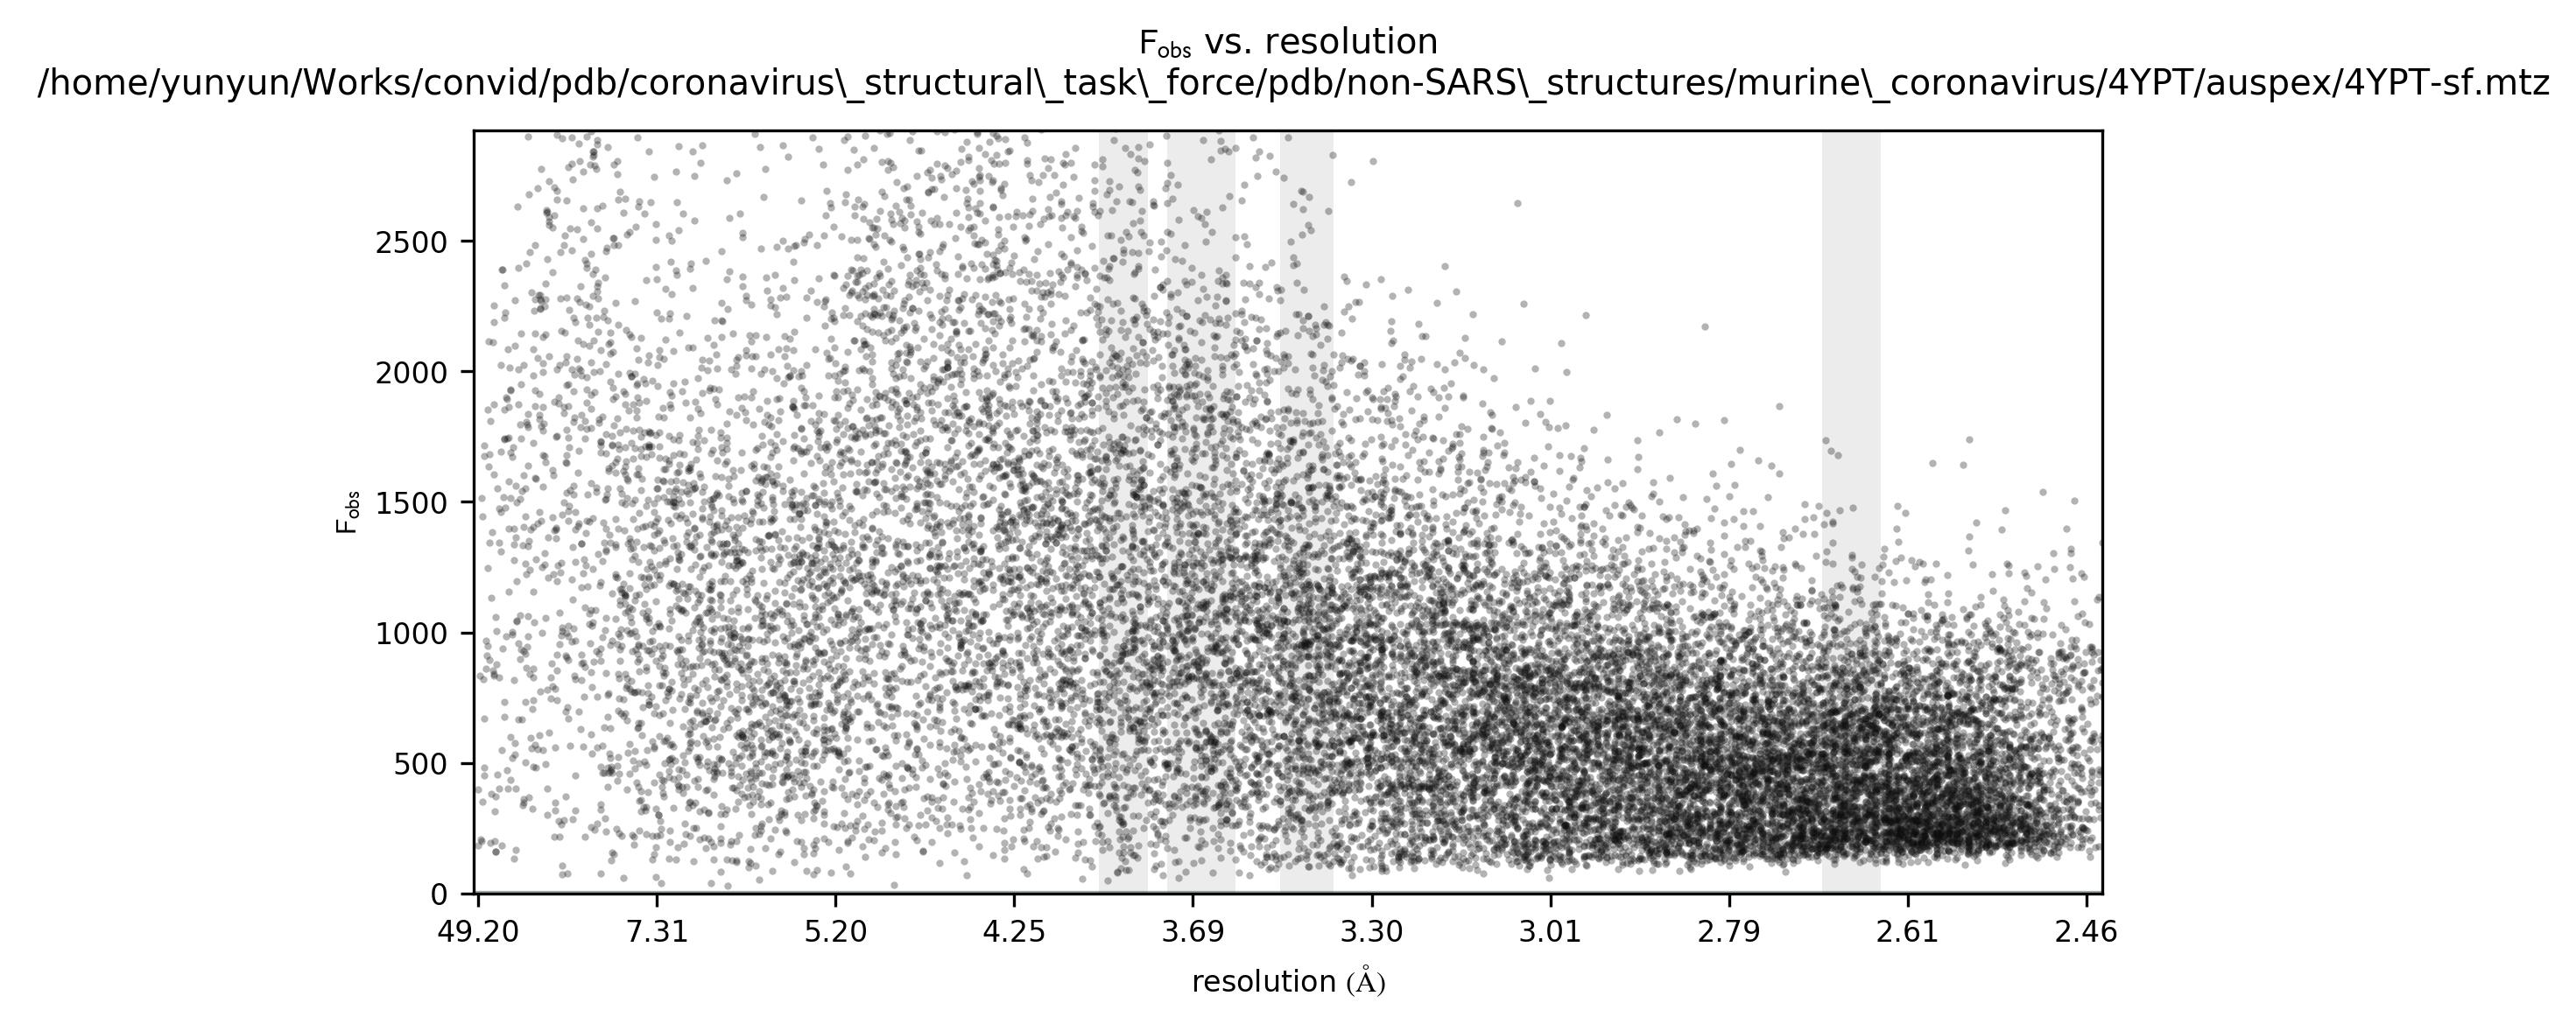 Fobs vs. resolution
/home/yunyun/Works/convid/pdb/coronavirus\_structural\_task\_force/pdb/non-SARS\_structures/murine\_coronavirus/4YPT/auspex/4YPT-sf.mtz
Fobs
2500
2000
1500
1000
500
0
49.20 7.31 5.20 4.25 3.69 3.30 3.01 2.79 2.61 2.46
resolution (Å)